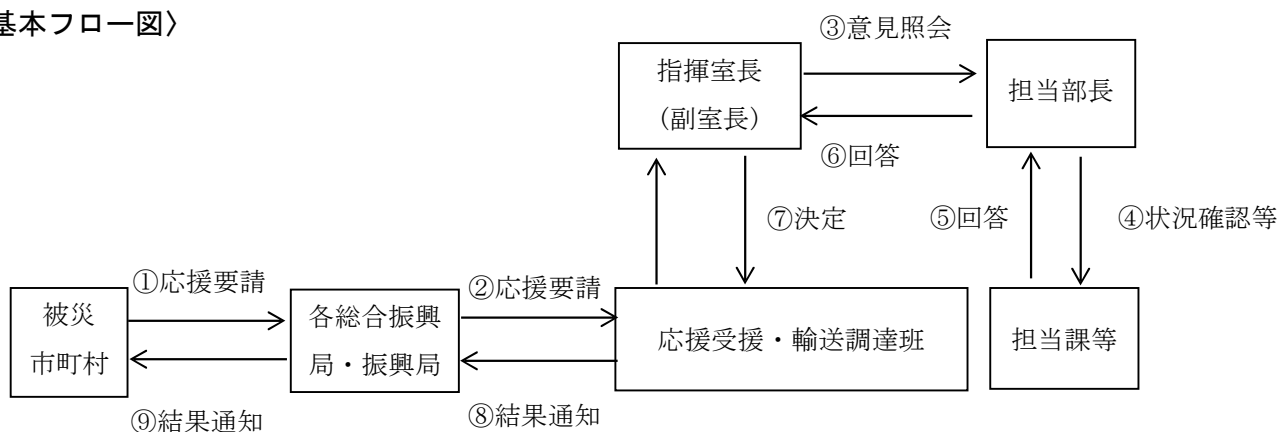 基本フロー図〉
③意見照会
指揮室長
(副室長)
担当部長
⑥回答
⑦決定
⑤回答
④状況確認等
①応援要請
②応援要請
被災
市町村
各総合振興
局・振興局
応援受援・輸送調達班
担当課等
⑨結果通知
⑧結果通知